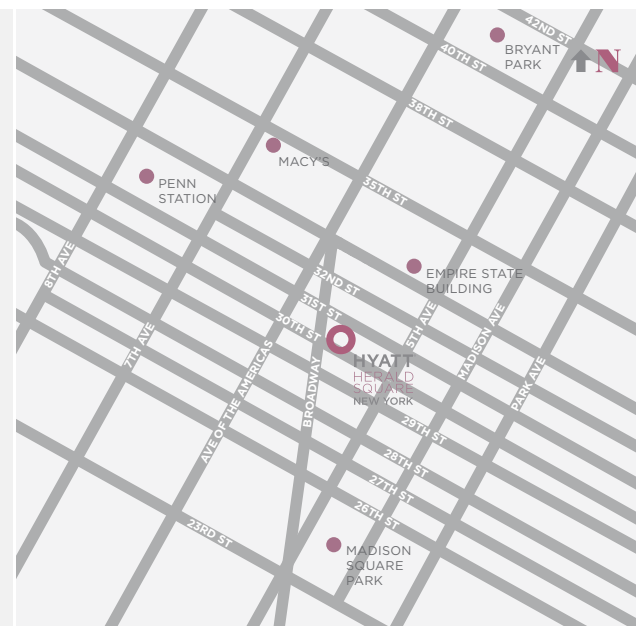 42ND ST
BRYANT
PARK
N
40TH ST
38TH ST
MACY'S
PENN
STATION
35TH ST
8TH AVE
EMPIRE STATE
BUILDING
32ND ST
31ST ST
30TH ST
5TH AVE
MADISON AVE
7TH AVE
HYATT
HERALD
SQUARE
NEW YORK
PARK AVE
AVE OF THE AMERICAS
BROADWAY
29TH ST
28TH ST
27TH ST
26TH ST
23RD ST
MADISON
SQUARE
PARK